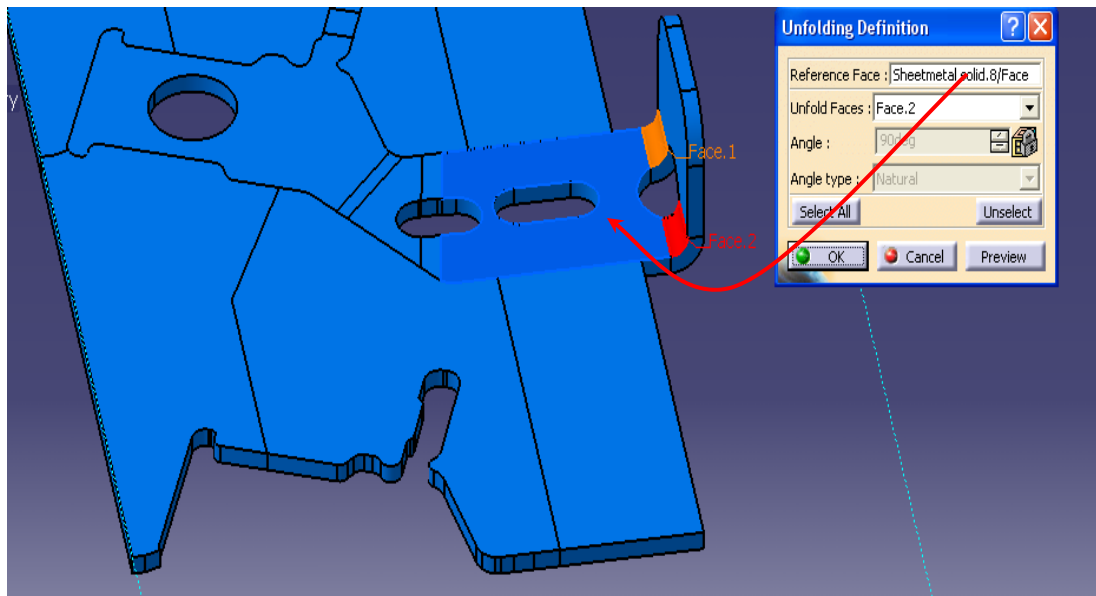 Unfolding Definition
Reference Face : Sheetmetal solid.8/Face
Unfold Faces : Face.2
Angle : 90deg
Angle type : Natural
Select All Unselect
OK Cancel Preview
y
Face.1
Face.2